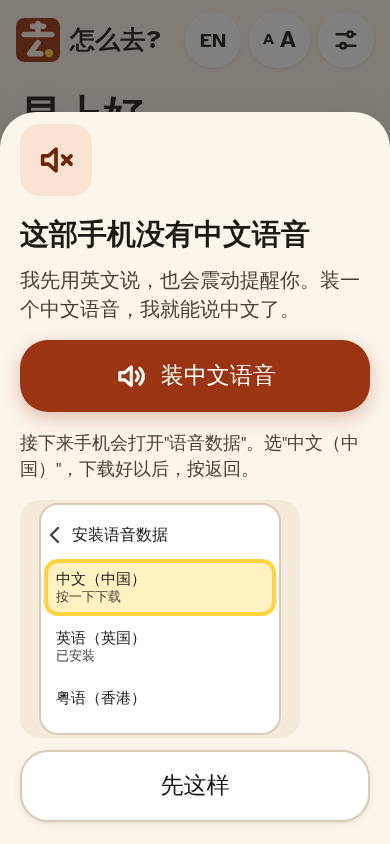 去
怎么去?
EN
A A
早上好
这部手机没有中文语音
我先用英文说，也会震动提醒你。装一
个中文语音，我就能说中文了。
装中文语音
接下来手机会打开"语音数据"。选"中文（中
国）"，下载好以后，按返回。
安装语音数据
中文（中国）
按一下下载
英语（英国）
已安装
粤语（香港）
先这样